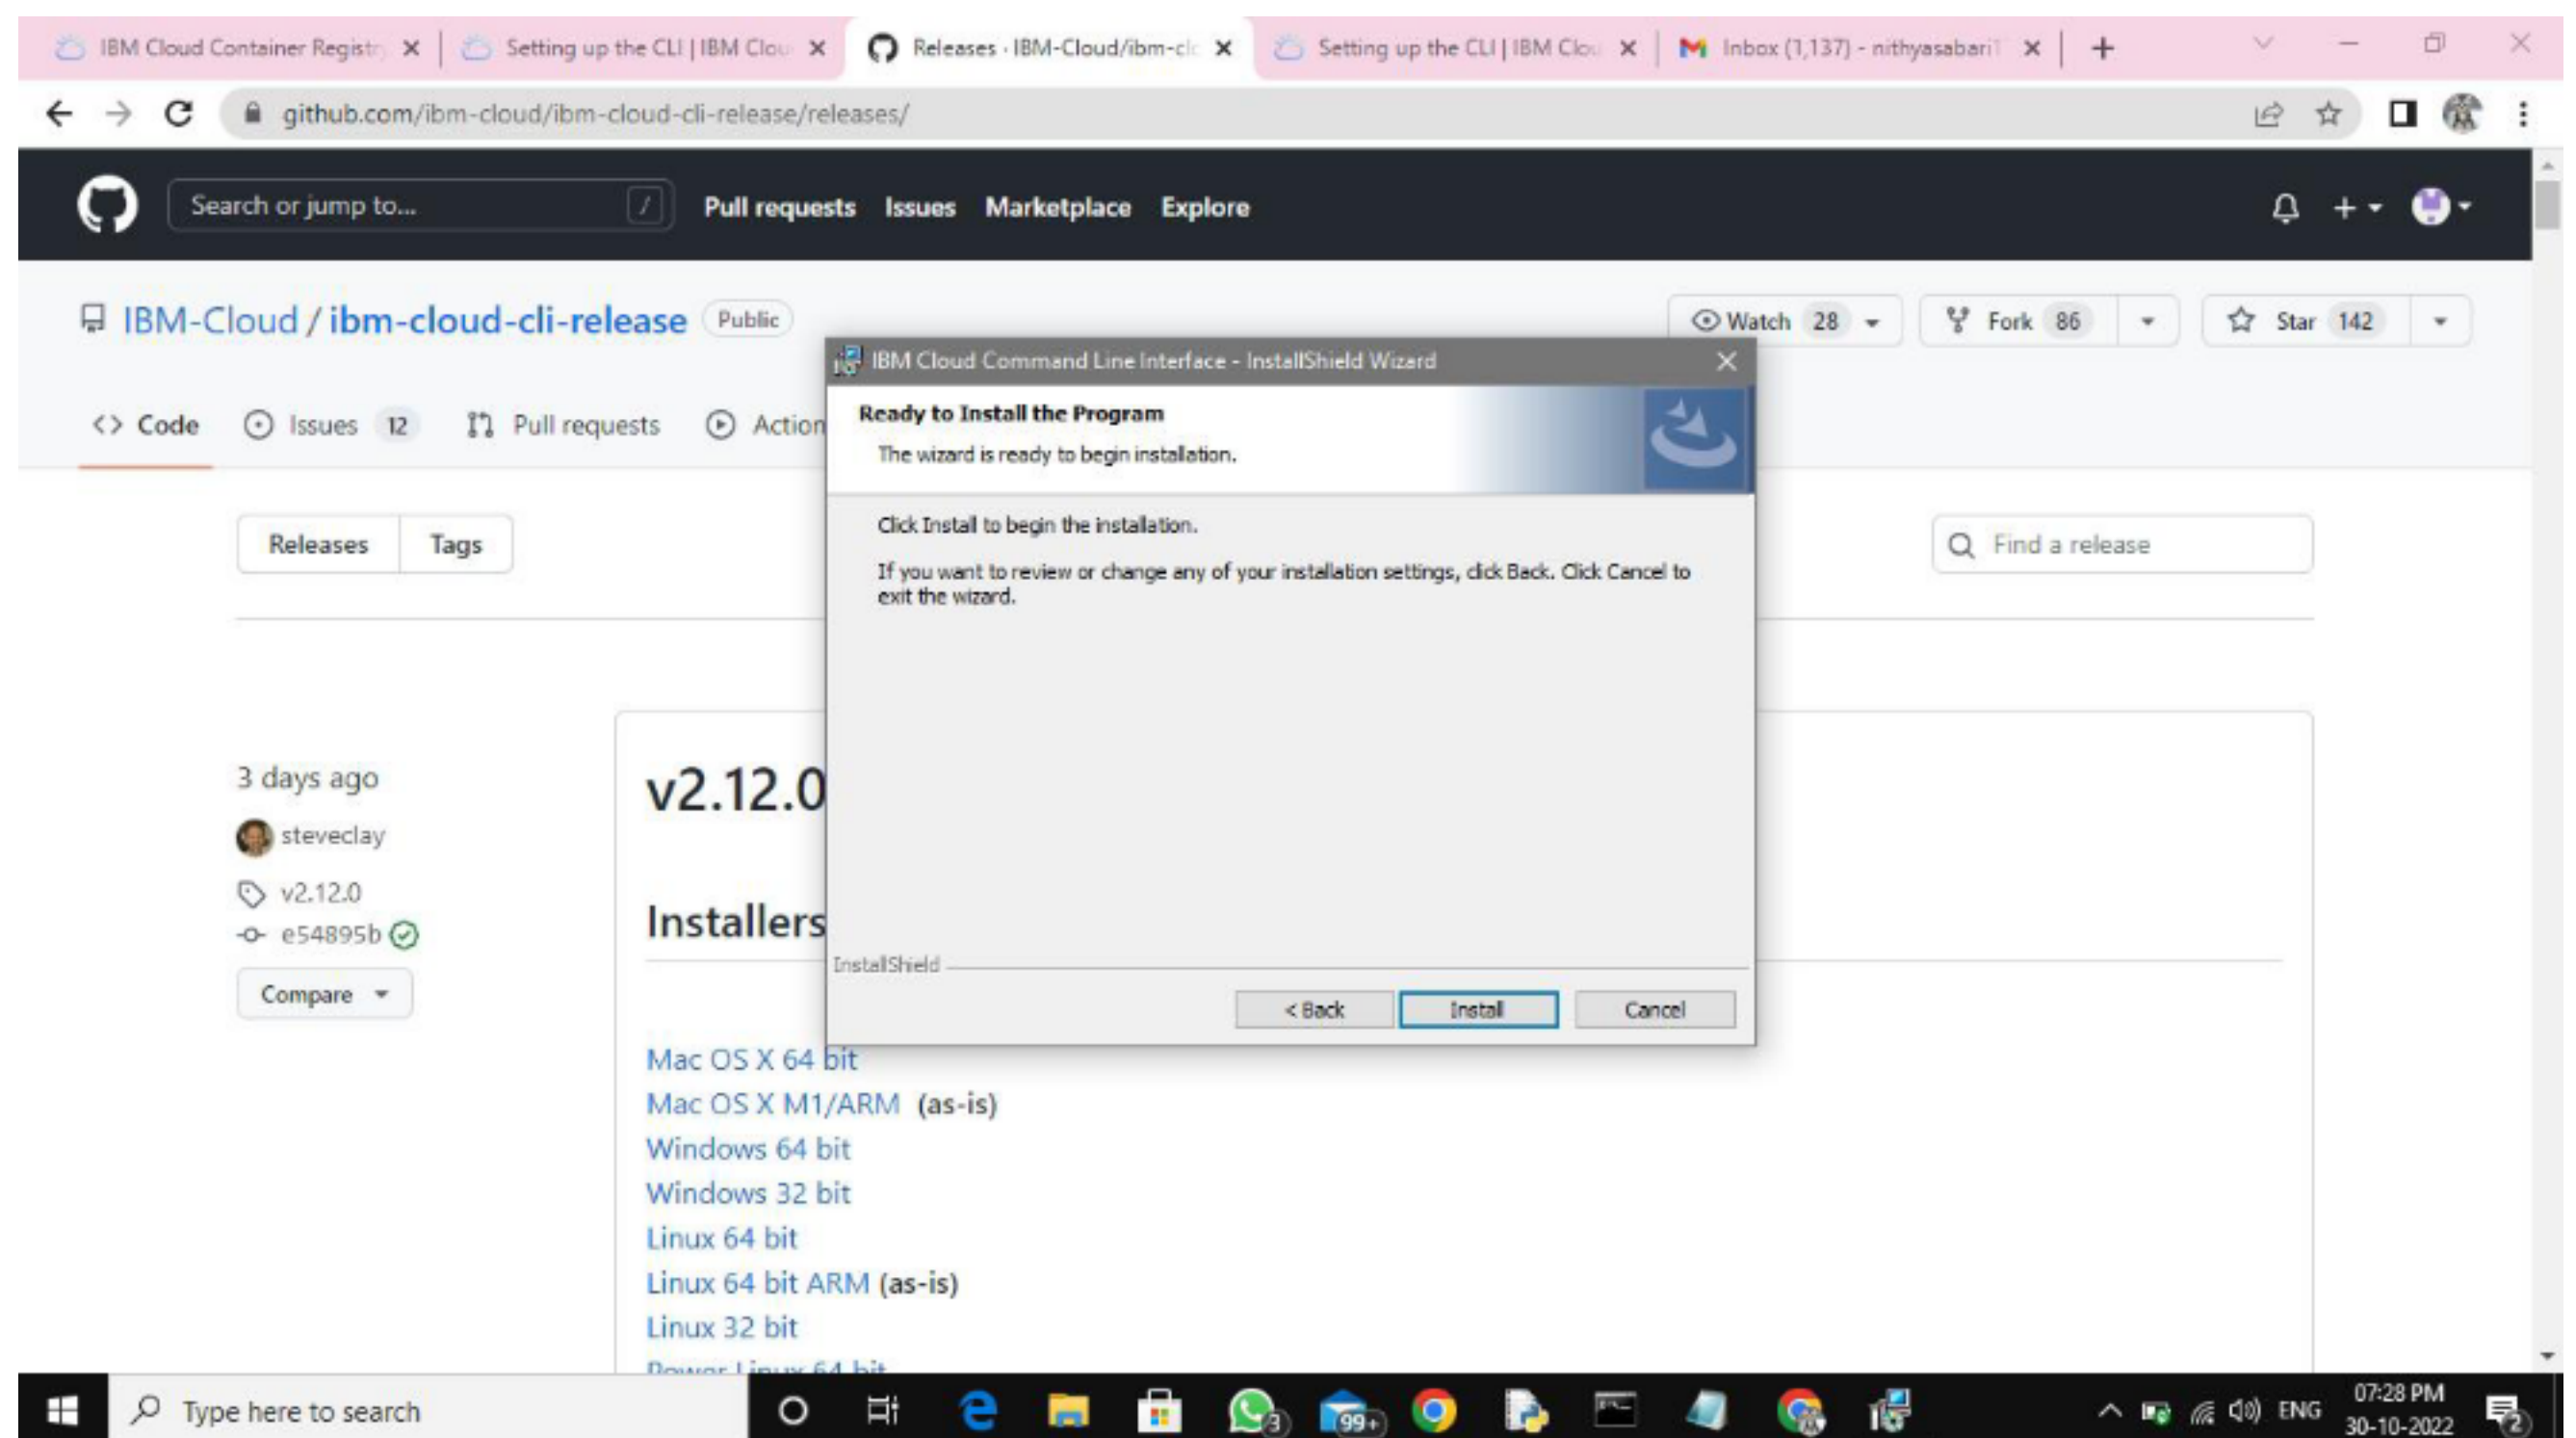 IBM Cloud Container Registry
Setting up the CLI | IBM Clou
Releases · IBM-Cloud/ibm-clo
Setting up the CLI | IBM Clou
Inbox (1,137) - nithyasabari
github.com/ibm-cloud/ibm-cloud-cli-release/releases/
Search or jump to...
/
Pull requests Issues Marketplace Explore
IBM-Cloud / ibm-cloud-cli-release Public
Watch 28
Fork 86
Star 142
<> Code
Issues 12
Pull requests
Action
IBM Cloud Command Line Interface - InstallShield Wizard
Ready to Install the Program
The wizard is ready to begin installation.
Click Install to begin the installation.
If you want to review or change any of your installation settings, click Back. Click Cancel to
exit the wizard.
InstallShield
< Back
Install
Cancel
Releases
Tags
Find a release
3 days ago
steveclay
v2.12.0
e54895b
Compare
v2.12.0
Installers
Mac OS X 64 bit
Mac OS X M1/ARM (as-is)
Windows 64 bit
Windows 32 bit
Linux 64 bit
Linux 64 bit ARM (as-is)
Linux 32 bit
Power Linux 64 bit
Type here to search
3
99+
ENG
07:28 PM
30-10-2022
2